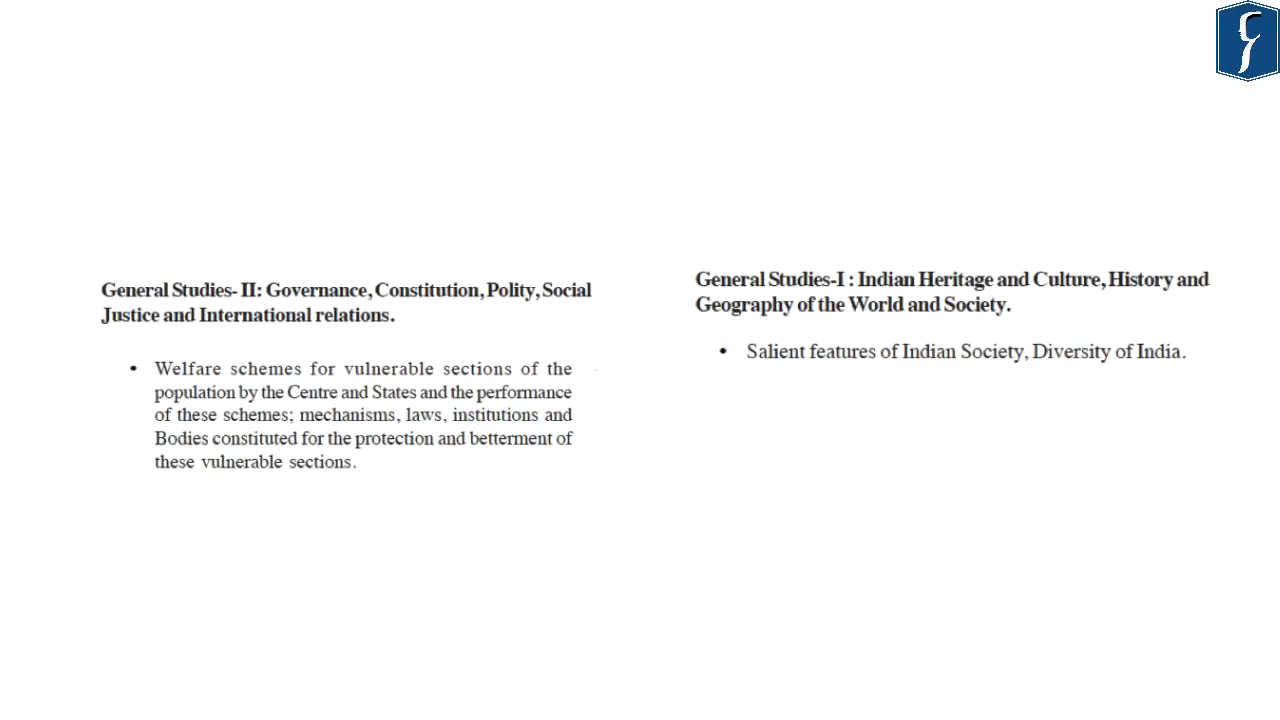 General Studies- II: Governance, Constitution, Polity, Social
Justice and International relations.
• Welfare schemes for vulnerable sections of the
population by the Centre and States and the performance
of these schemes; mechanisms, laws, institutions and
Bodies constituted for the protection and betterment of
these vulnerable sections.
General Studies-I : Indian Heritage and Culture, History and
Geography of the World and Society.
• Salient features of Indian Society, Diversity of India.